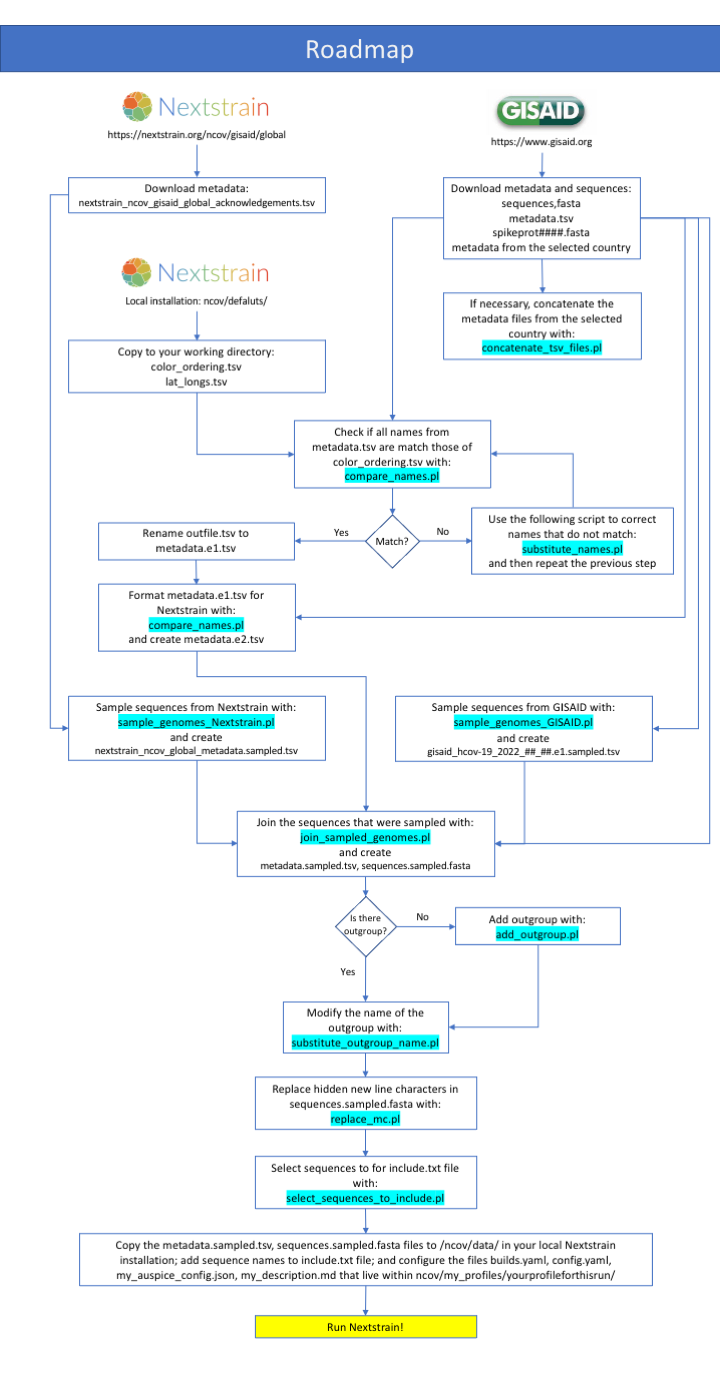 Roadmap
Nextstrain
https://nextstrain.org/ncov/gisaid/global
GISAID
https://www.gisaid.org
Download metadata:
nextstrain_ncov_gisaid_global_acknowledgements.tsv
Download metadata and sequences:
sequences,fasta
metadata.tsv
spikeprot####.fasta
metadata from the selected country
Nextstrain
Local installation: ncov/defaluts/
If necessary, concatenate the
metadata files from the selected
country with:
concatenate_tsv_files.pl
Copy to your working directory:
color_ordering.tsv
lat_longs.tsv
Check if all names from
metadata.tsv are match those of
color_ordering.tsv with:
compare_names.pl
Rename outfile.tsv to
metadata.e1.tsv
Yes
Match?
No
Use the following script to correct
names that do not match:
substitute_names.pl
and then repeat the previous step
Format metadata.e1.tsv for
Nextstrain with:
compare_names.pl
and create metadata.e2.tsv
Sample sequences from Nextstrain with:
sample_genomes_Nextstrain.pl
and create
nextstrain_ncov_global_metadata.sampled.tsv
Sample sequences from GISAID with:
sample_genomes_GISAID.pl
and create
gisaid_hcov-19_2022_##_##.e1.sampled.tsv
Join the sequences that were sampled with:
join_sampled_genomes.pl
and create
metadata.sampled.tsv, sequences.sampled.fasta
Is there
outgroup?
No
Add outgroup with:
add_outgroup.pl
Yes
Modify the name of the
outgroup with:
substitute_outgroup_name.pl
Replace hidden new line characters in
sequences.sampled.fasta with:
replace_mc.pl
Select sequences to for include.txt file
with:
select_sequences_to_include.pl
Copy the metadata.sampled.tsv, sequences.sampled.fasta files to /ncov/data/ in your local Nextstrain
installation; add sequence names to include.txt file; and configure the files builds.yaml, config.yaml,
my_auspice_config.json, my_description.md that live within ncov/my_profiles/yourprofileforthisrun/
Run Nextstrain!